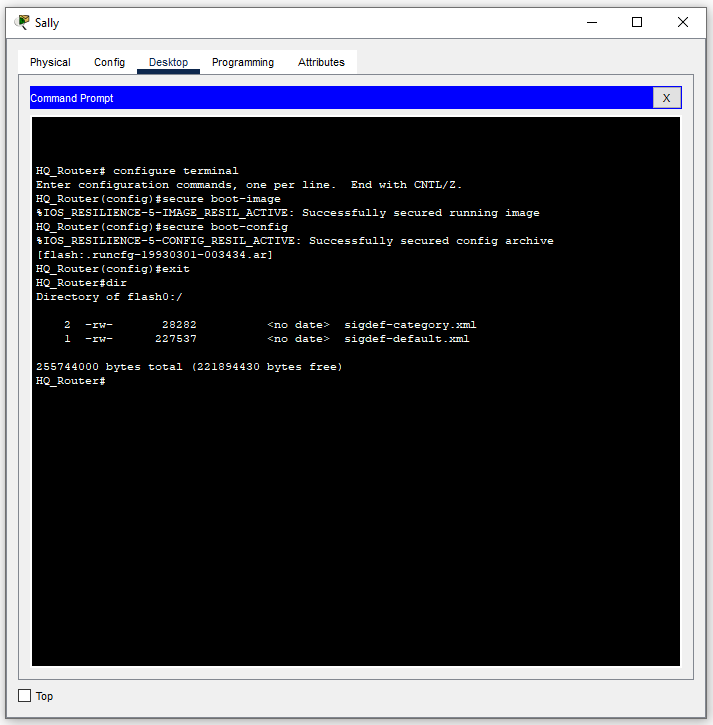 Sally
Physical Config Desktop Programming Attributes
Command Prompt X
HQ_Router# configure terminal
Enter configuration commands, one per line.  End with CNTL/Z.
HQ_Router(config)#secure boot-image
%IOS_RESILIENCE-5-IMAGE_RESIL_ACTIVE: Successfully secured running image
HQ_Router(config)#secure boot-config
%IOS_RESILIENCE-5-CONFIG_RESIL_ACTIVE: Successfully secured config archive
[flash:.runcfg-19930301-003434.ar]
HQ_Router(config)#exit
HQ_Router#dir
Directory of flash0:/
2  -rw-       28282          <no date>  sigdef-category.xml
1  -rw-      227537          <no date>  sigdef-default.xml
255744000 bytes total (221894430 bytes free)
HQ_Router#
Top